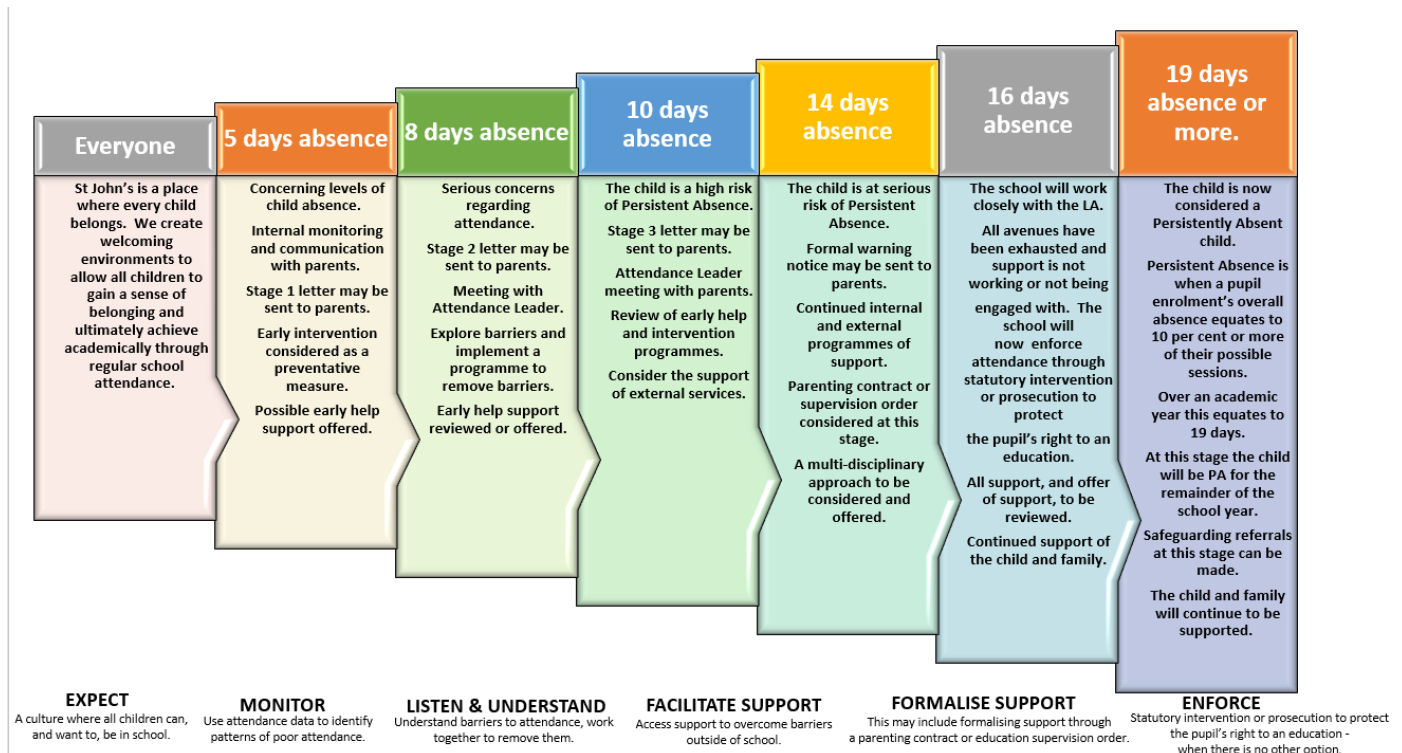 Everyone
St John's is a place
where every child
belongs. We create
welcoming
environments to
allow all children to
gain a sense of
belonging and
ultimately achieve
academically through
regular school
attendance.
5 days absence
Concerning levels of
child absence.
Internal monitoring
and communication
with parents.
Stage 1 letter may be
sent to parents.
Early intervention
considered as a
preventative
measure.
Possible early help
support offered.
8 days absence
Serious concerns
regarding
attendance.
Stage 2 letter may be
sent to parents.
Meeting with
Attendance Leader.
Explore barriers and
implement a
programme to
remove barriers.
Early help support
reviewed or offered.
10 days
absence
The child is a high risk
of Persistent Absence.
Stage 3 letter may be
sent to parents.
Attendance Leader
meeting with parents.
Review of early help
and intervention
programmes.
Consider the support
of external services.
14 days
absence
The child is at serious
risk of Persistent
Absence.
Formal warning
notice may be sent to
parents.
Continued internal
and external
programmes of
support.
Parenting contract or
supervision order
considered at this
stage.
A multi-disciplinary
approach to be
considered and
offered.
16 days
absence
The school will work
closely with the LA.
All avenues have
been exhausted and
support is not
working or not being
engaged with. The
school will
now enforce
attendance through
statutory intervention
or prosecution to
protect
the pupil's right to an
education.
All support, and offer
of support, to be
reviewed.
Continued support of
the child and family.
19 days
absence or
more.
The child is now
considered a
Persistently Absent
child.
Persistent Absence is
when a pupil
enrolment's overall
absence equates to
10 per cent or more
of their possible
sessions.
Over an academic
year this equates to
19 days.
At this stage the child
will be PA for the
remainder of the
school year.
Safeguarding referrals
at this stage can be
made.
The child and family
will continue to be
supported.
EXPECT
A culture where all children can,
and want to, be in school.
MONITOR
Use attendance data to identify
patterns of poor attendance.
LISTEN & UNDERSTAND
Understand barriers to attendance, work
together to remove them.
FACILITATE SUPPORT
Access support to overcome barriers
outside of school.
FORMALISE SUPPORT
This may include formalising support through
a parenting contract or education supervision order.
ENFORCE
Statutory intervention or prosecution to protect
the pupil's right to an education -
when there is no other option.